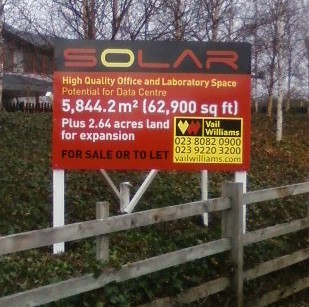 SOLAR
High Quality Office and Laboratory Space
Potential for Data Centre
5,844.2 m² (62,900 sq ft)
Plus 2.64 acres land
for expansion
FOR SALE OR TO LET
Vail
Williams
023 8082 0900
023 9220 3200
vailwilliams.com